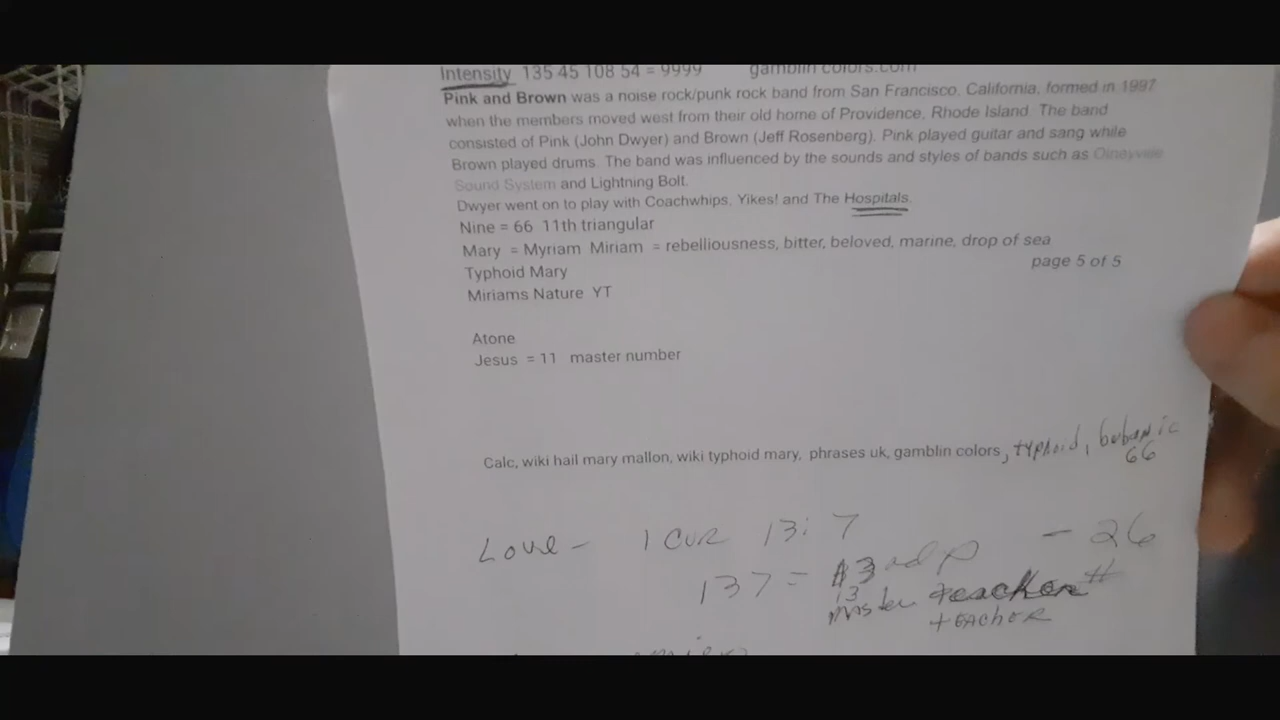 Intensity 135 45 108 54 = 9999 gamblin colors.com
Pink and Brown was a noise rock/punk rock band from San Francisco, California, formed in 1997
when the members moved west from their old home of Providence, Rhode Island. The band
consisted of Pink (John Dwyer) and Brown (Jeff Rosenberg). Pink played guitar and sang while
Brown played drums. The band was influenced by the sounds and styles of bands such as Olneyville
Sound System and Lightning Bolt.
Dwyer went on to play with Coachwhips, Yikes! and The Hospitals.
Nine = 66 11th triangular
Mary = Myriam Miriam = rebelliousness, bitter, beloved, marine, drop of sea
page 5 of 5
Typhoid Mary
Miriams Nature YT
Atone
Jesus = 11 master number
Calc, wiki hail mary mallon, wiki typhoid mary, phrases uk, gamblin colors, typhoid, bubonic
66
Love - 1 COR 13:7 - 26
137 = 
13
master teacher #
teacher